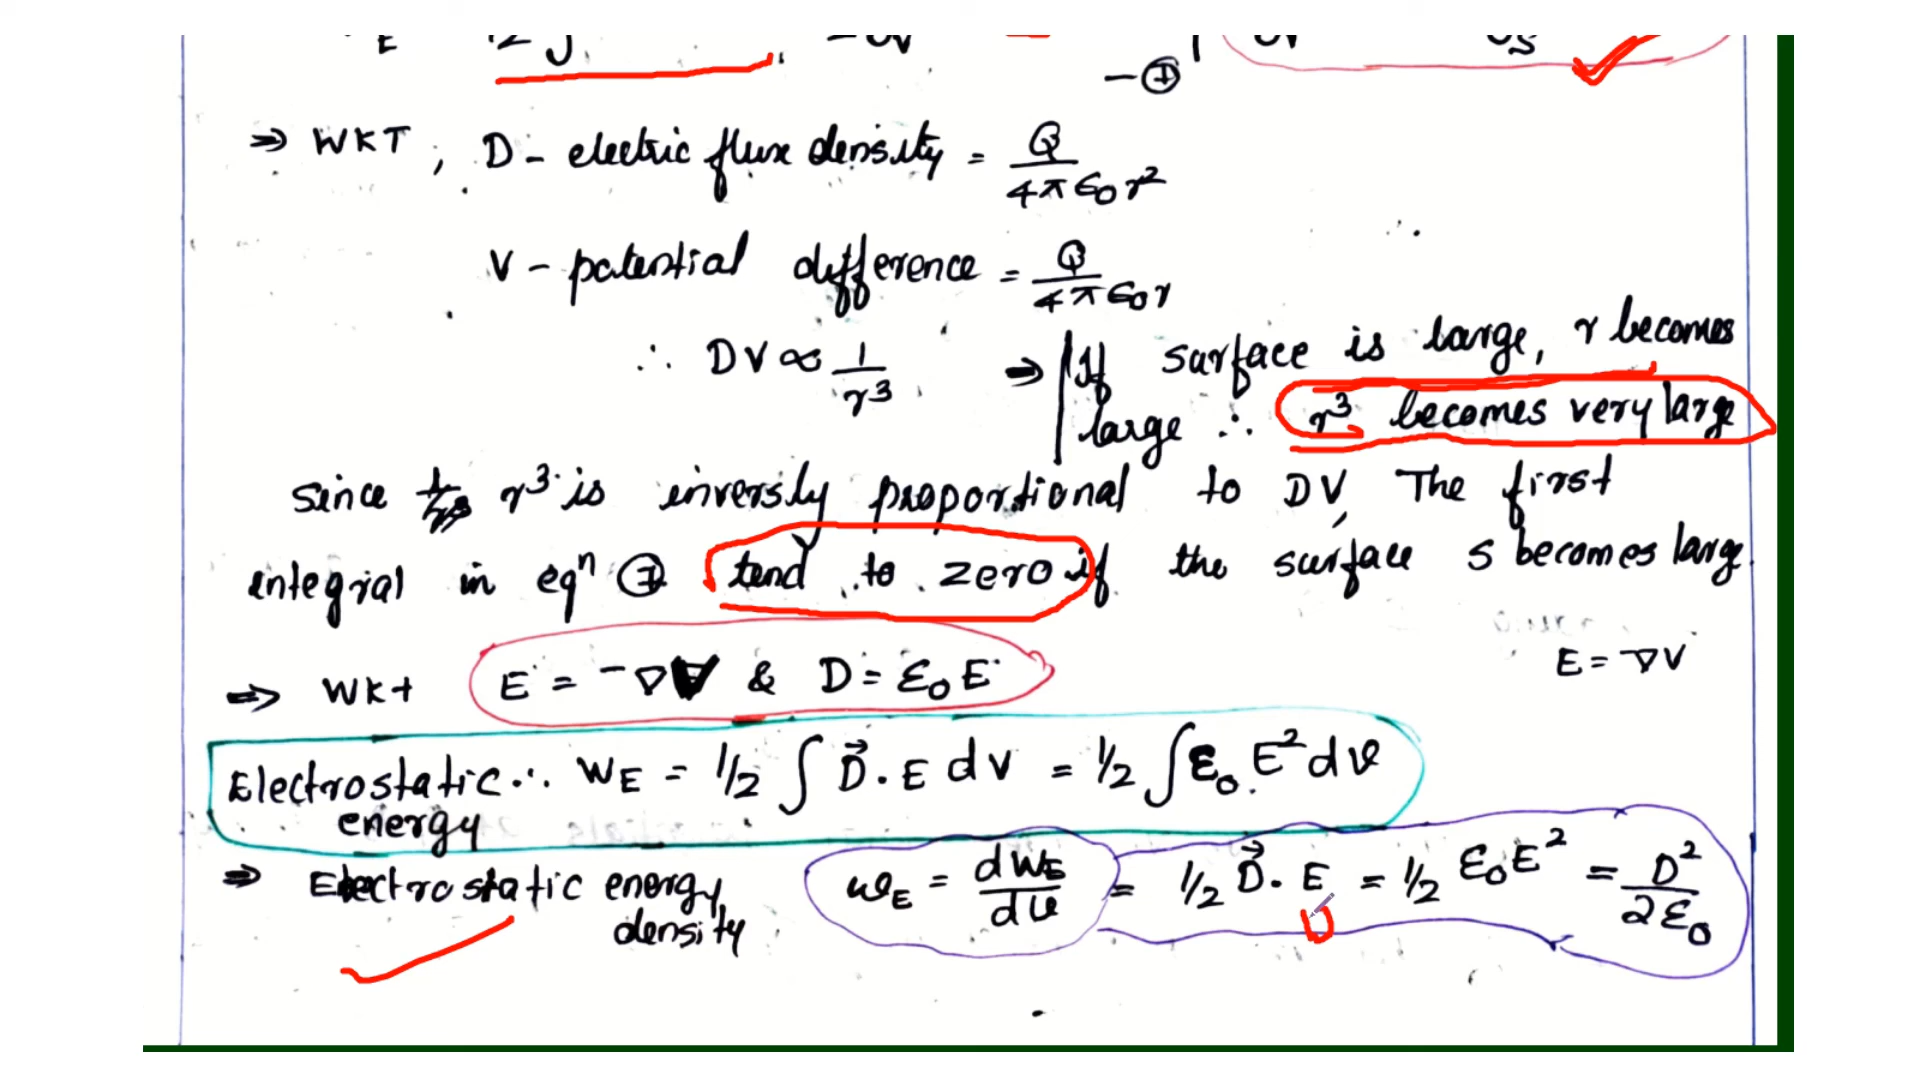 ⇒ WKT, D - electric flux density = Q / 4πϵ₀r²
V - potential difference = Q / 4πϵ₀r
∴ DV ∝ 1/r³ ⇒ If surface is large, r becomes
large ∴ r³ becomes very large
since r³ is inversly proportional to DV, The first
integral in eqⁿ ① tend to zero if the surface S becomes large.
E = ∇V
⇒ WKt E = -∇V & D = ε₀E
Electrostatic ∴ W_E = 1/2 ∫ D⃗ . E dV = 1/2 ∫ ε₀ . E² dv
energy
⇒ Electrostatic energy density w_E = dW_E / dv = 1/2 D⃗ . E = 1/2 ε₀E² = D² / 2ε₀